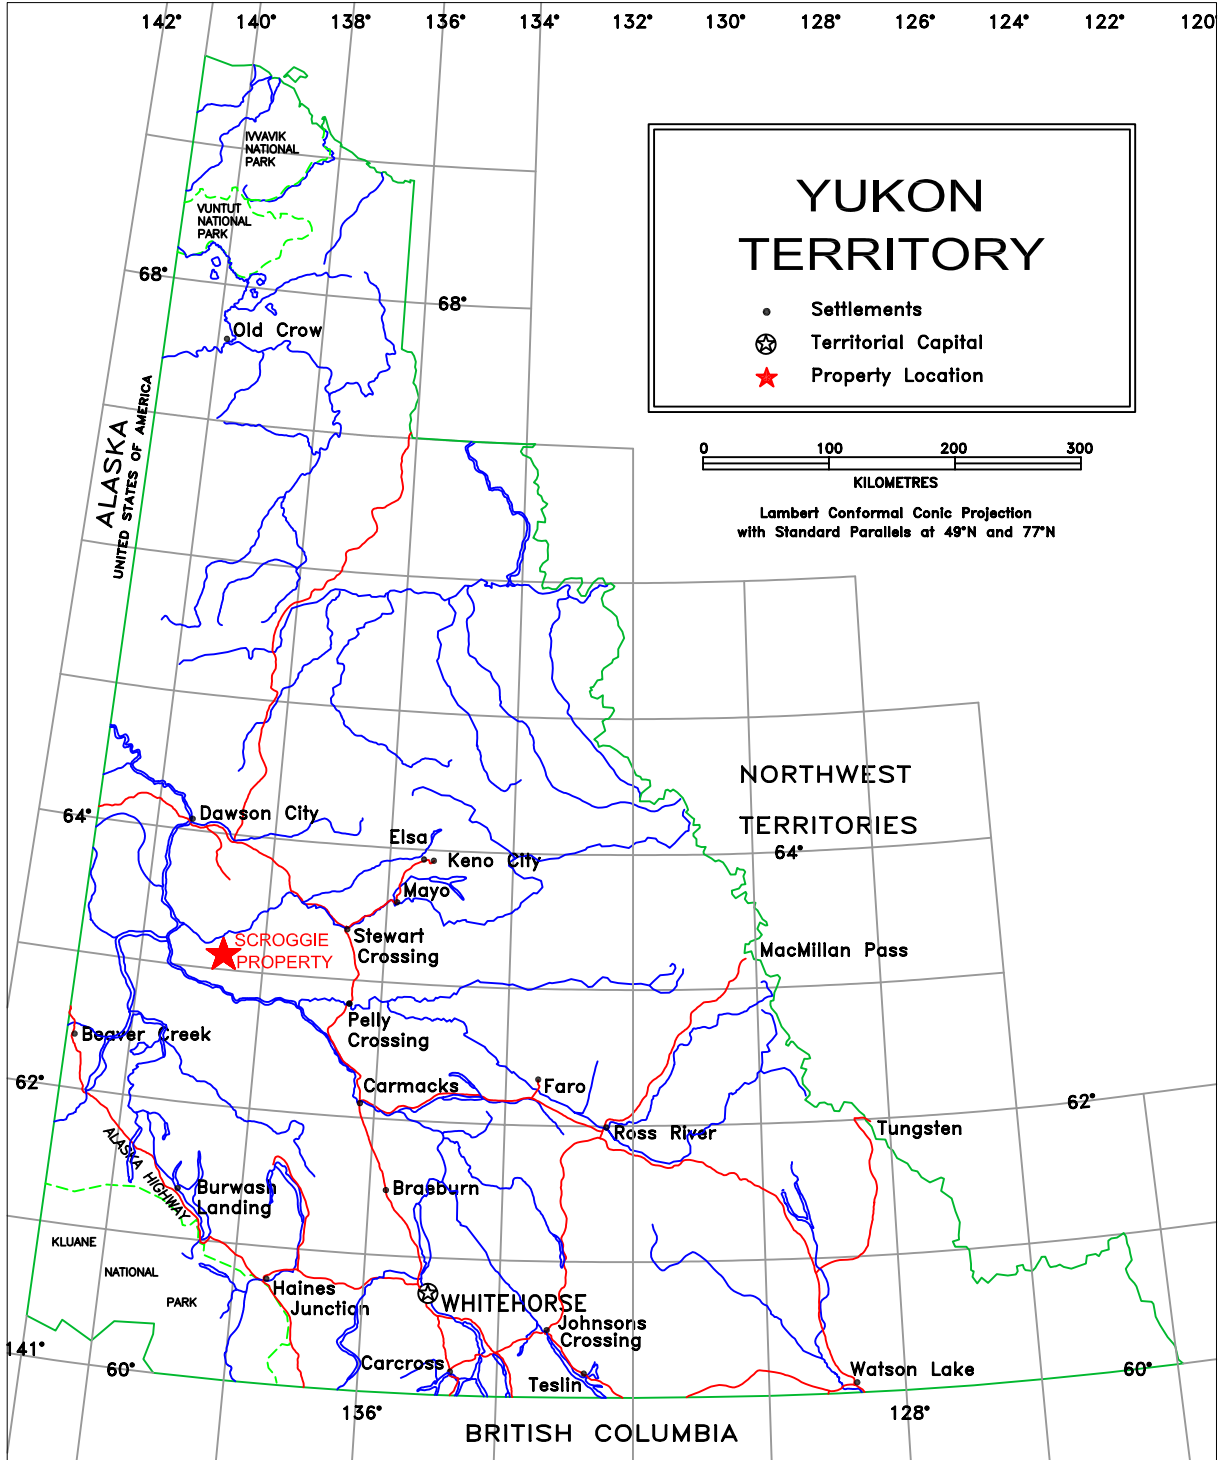 142° 140° 138° 136° 134° 132° 130° 128° 126° 124° 122° 120°
IVVAVIK
NATIONAL
PARK
VUNTUT
NATIONAL
PARK
YUKON
TERRITORY
Settlements
Territorial Capital
Property Location
68°
68°
Old Crow
ALASKA
UNITED STATES OF AMERICA
0 100 200 300
KILOMETRES
Lambert Conformal Conic Projection
with Standard Parallels at 49°N and 77°N
NORTHWEST
TERRITORIES
64°
Dawson City
64°
Elsa
Keno City
Mayo
Stewart
Crossing
SCROGGIE
PROPERTY
MacMillan Pass
Pelly
Crossing
Beaver Creek
62°
Carmacks
Faro
62°
Ross River
Tungsten
ALASKA HIGHWAY
Burwash
Landing
Braeburn
KLUANE
NATIONAL
PARK
Haines
Junction
WHITEHORSE
Johnsons
Crossing
141°
60°
Carcross
Teslin
Watson Lake
60°
136°
128°
BRITISH COLUMBIA